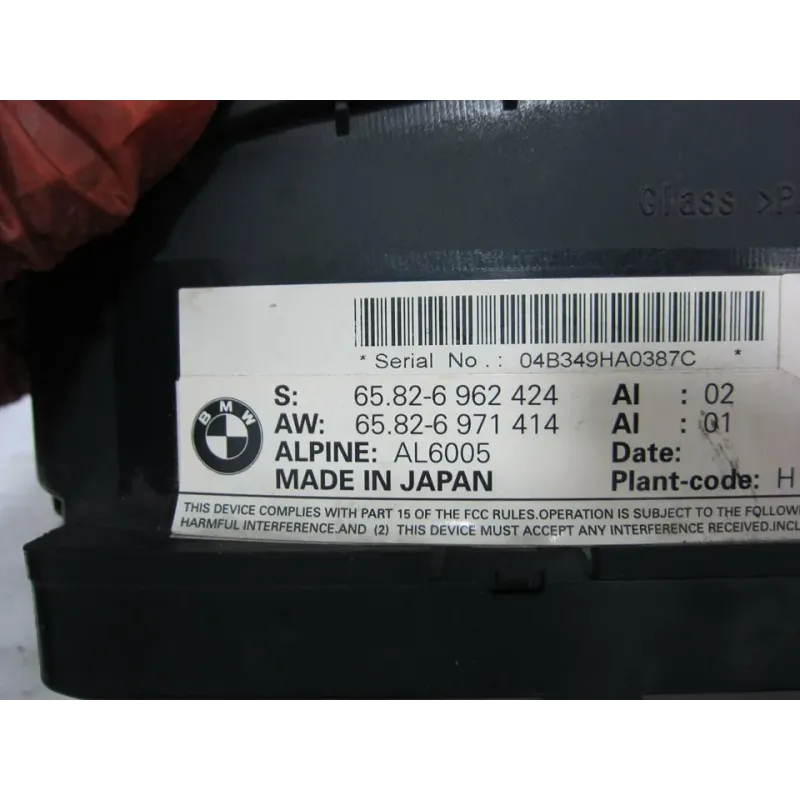 Glass >P
* Serial No.: 04B349HA0387C *
BMW
S: 65.82-6 962 424 AI : 02
AW: 65.82-6 971 414 AI : 01
ALPINE: AL6005 Date:
MADE IN JAPAN Plant-code: H
THIS DEVICE COMPLIES WITH PART 15 OF THE FCC RULES.OPERATION IS SUBJECT TO THE FOLLOW
HARMFUL INTERFERENCE.AND (2) THIS DEVICE MUST ACCEPT ANY INTERFERENCE RECEIVED.INCL